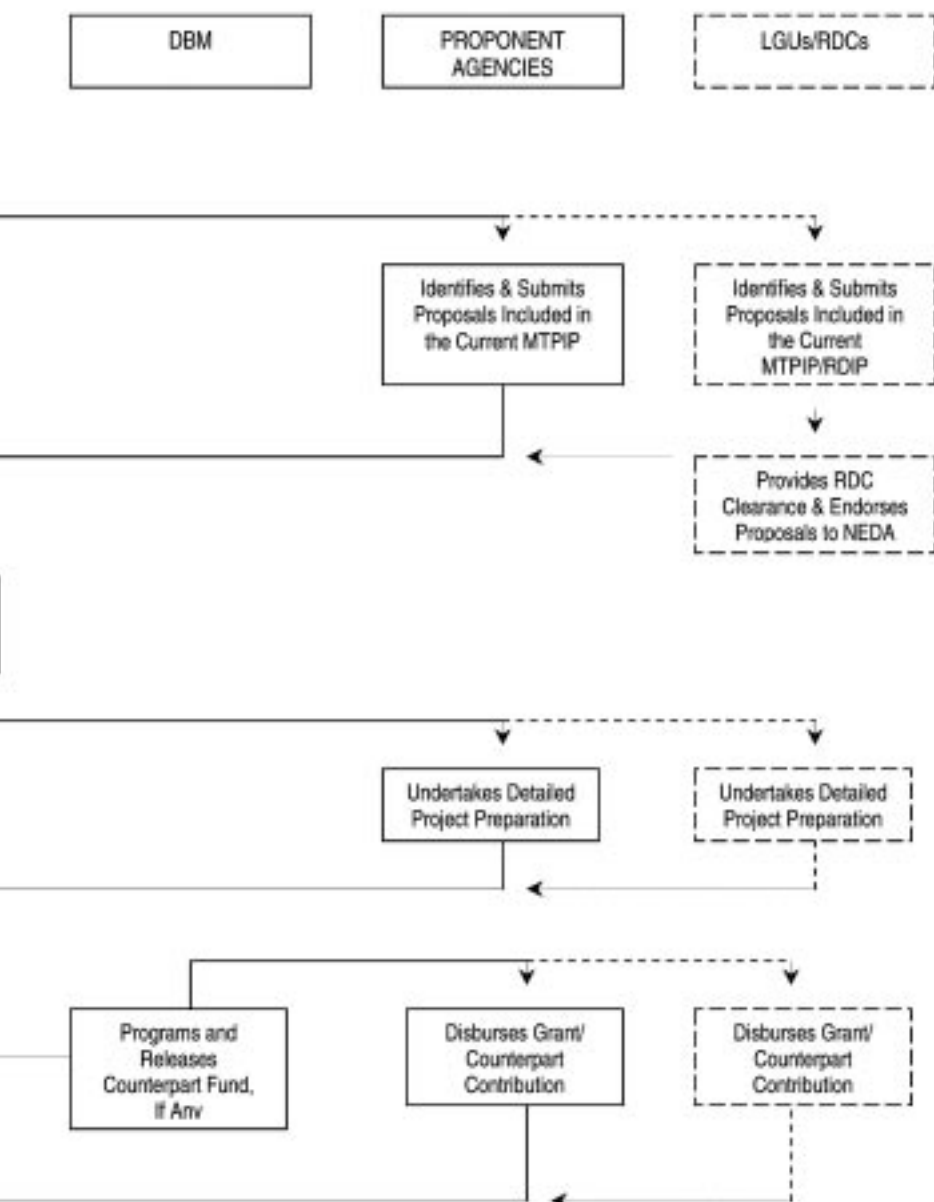 DBM
PROPONENT
AGENCIES
LGUs/RDCs
Identifies & Submits
Proposals Included in
the Current MTPIP
Identifies & Submits
Proposals Included in
the Current
MTPIP/RDIP
Provides RDC
Clearance & Endorses
Proposals to NEDA
Undertakes Detailed
Project Preparation
Undertakes Detailed
Project Preparation
Programs and
Releases
Counterpart Fund,
If Any
Disburses Grant/
Counterpart
Contribution
Disburses Grant/
Counterpart
Contribution